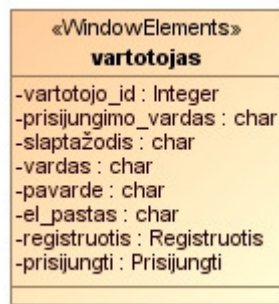 «WindowElements»
vartotojas
-vartotojo_id : Integer
-prisijungimo_vardas : char
-slaptažodis : char
-vardas : char
-pavarde : char
-el_pastas : char
-registruotis : Registruotis
-prisijungti : Prisijungti